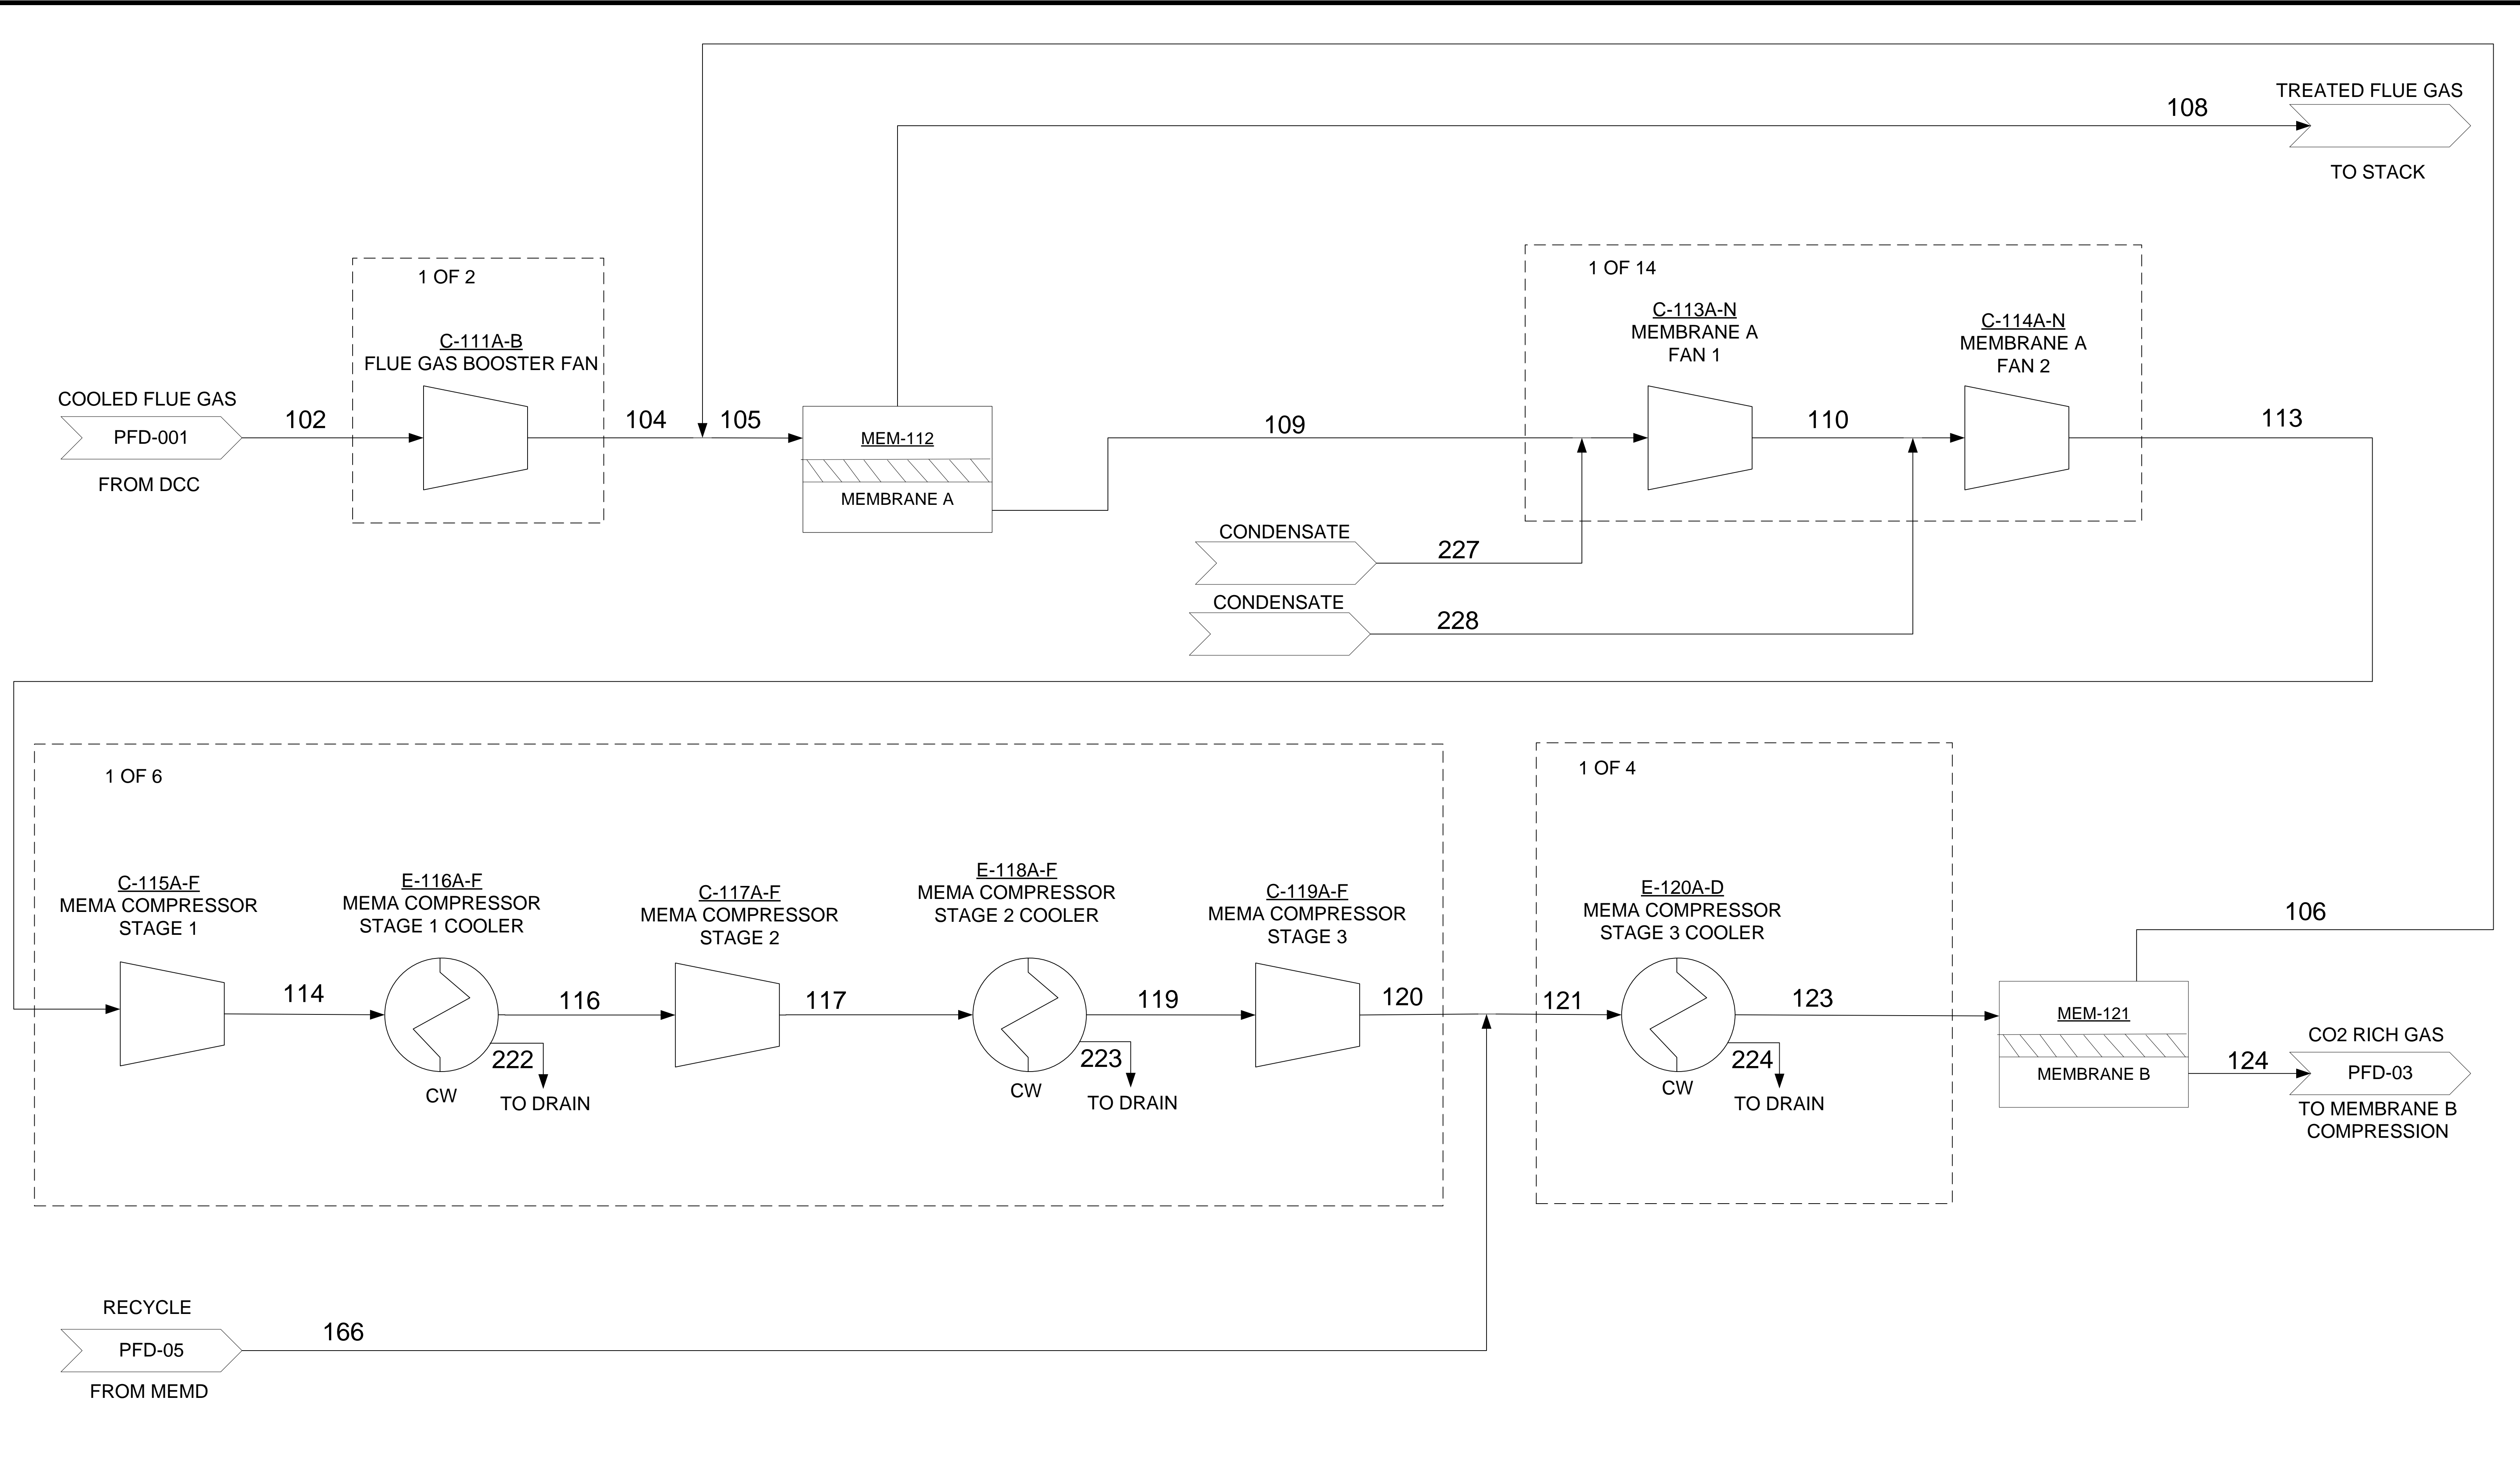 TREATED FLUE GAS
108
TO STACK
1 OF 2
C-111A-B
FLUE GAS BOOSTER FAN
COOLED FLUE GAS
PFD-001
FROM DCC
102
104
105
MEM-112
MEMBRANE A
109
1 OF 14
C-113A-N
MEMBRANE A
FAN 1
110
C-114A-N
MEMBRANE A
FAN 2
113
CONDENSATE
227
CONDENSATE
228
1 OF 6
C-115A-F
MEMA COMPRESSOR
STAGE 1
114
E-116A-F
MEMA COMPRESSOR
STAGE 1 COOLER
222
CW
TO DRAIN
116
C-117A-F
MEMA COMPRESSOR
STAGE 2
117
E-118A-F
MEMA COMPRESSOR
STAGE 2 COOLER
223
CW
TO DRAIN
119
C-119A-F
MEMA COMPRESSOR
STAGE 3
120
1 OF 4
121
E-120A-D
MEMA COMPRESSOR
STAGE 3 COOLER
224
CW
TO DRAIN
123
106
MEM-121
MEMBRANE B
124
CO2 RICH GAS
PFD-03
TO MEMBRANE B
COMPRESSION
RECYCLE
PFD-05
FROM MEMD
166